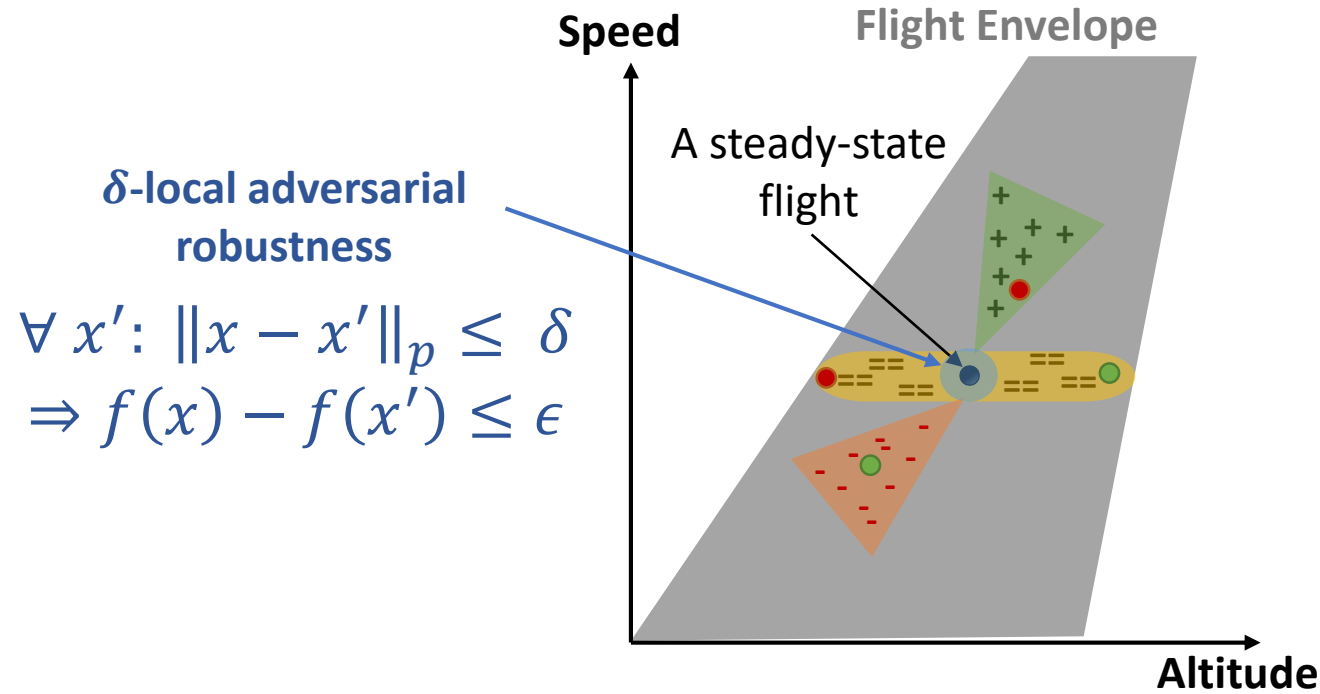 Speed
Flight Envelope
A steady-state
flight
𝜹-local adversarial
robustness
∀ x′: ‖x − x′‖ₚ ≤ δ
⇒ f(x) − f(x′) ≤ ϵ
+
+
+
+
+
+
+
==
==
==
==
==
==
-
-
-
-
-
-
-
-
-
-
Altitude